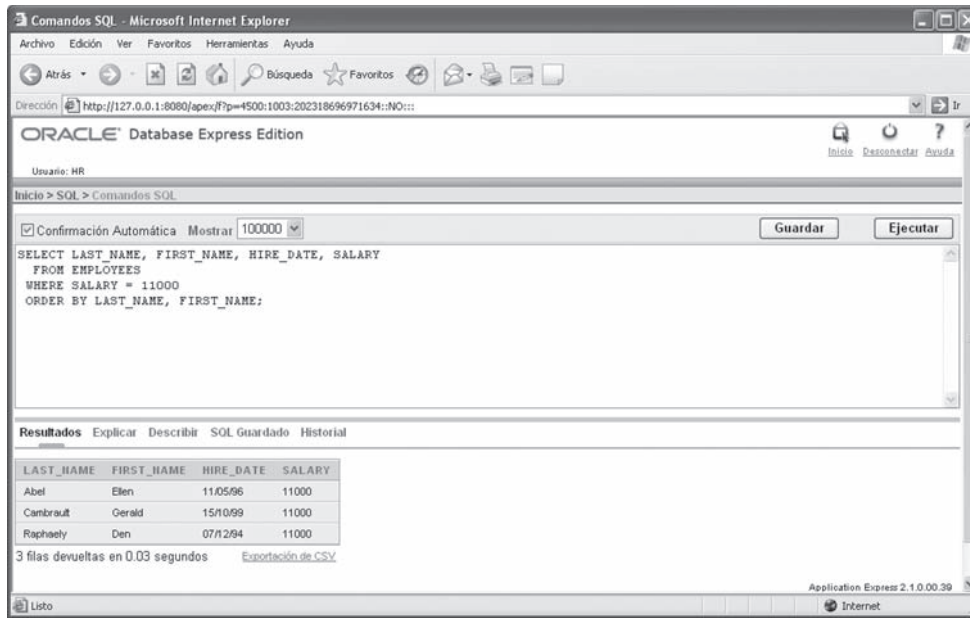 Comandos SQL - Microsoft Internet Explorer
Archivo Edición Ver Favoritos Herramientas Ayuda
Atrás Búsqueda Favoritos
Dirección http://127.0.0.1:8080/apex/f?p=4500:1003:202318696971634::NO::: Ir
ORACLE Database Express Edition
Inicio Desconectar Ayuda
Usuario: HR
Inicio > SQL > Comandos SQL
Confirmación Automática Mostrar 100000 Guardar Ejecutar
SELECT LAST_NAME, FIRST_NAME, HIRE_DATE, SALARY
FROM EMPLOYEES
WHERE SALARY = 11000
ORDER BY LAST_NAME, FIRST_NAME;
Resultados Explicar Describir SQL Guardado Historial
LAST_NAME FIRST_NAME HIRE_DATE SALARY
Abel Ellen 11/05/96 11000
Cambrault Gerald 15/10/99 11000
Raphaely Den 07/12/94 11000
3 filas devueltas en 0.03 segundos Exportación de CSV
Application Express 2.1.0.00.39
Listo Internet